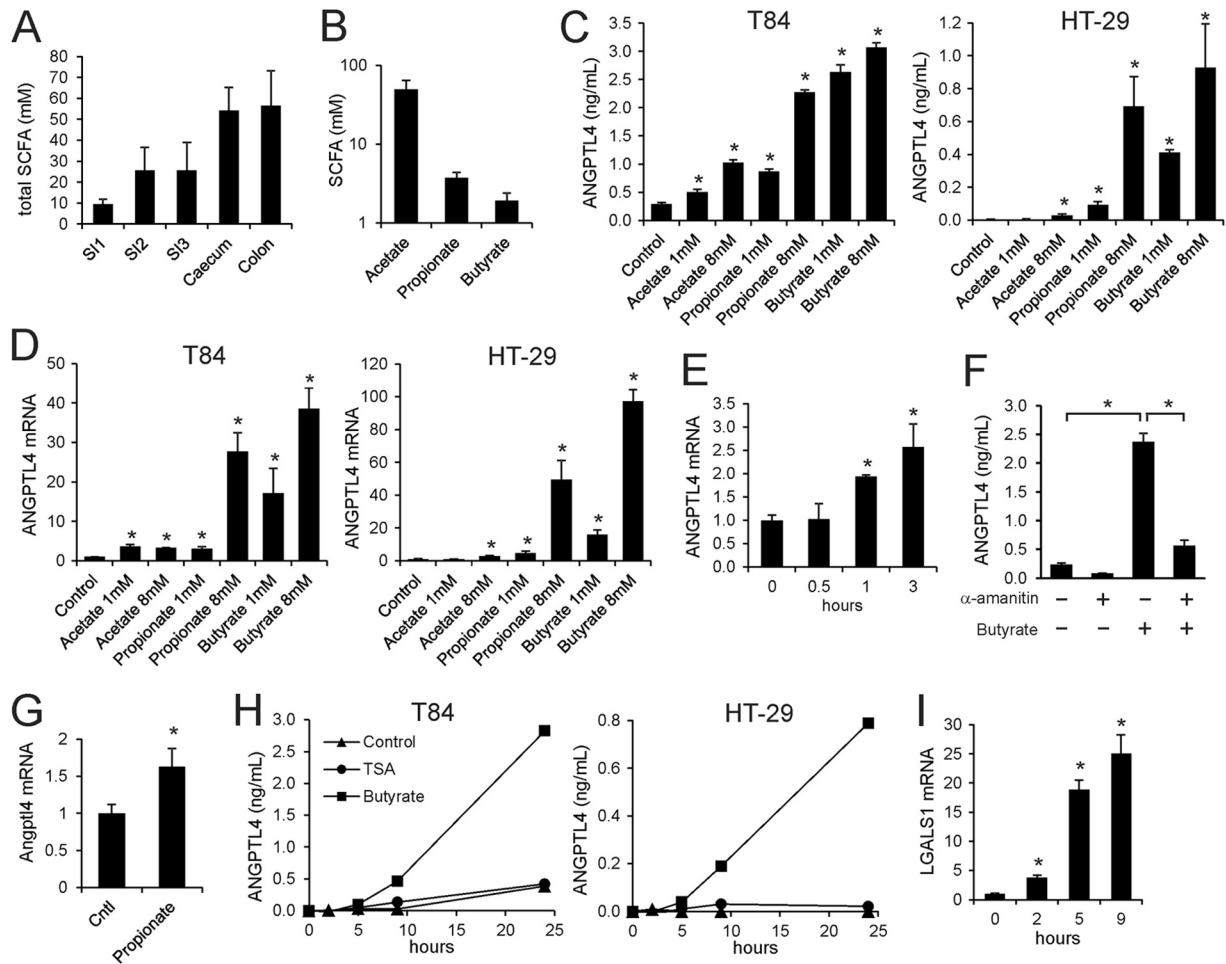 A
total SCFA (mM)
80
70
60
50
40
30
20
10
0
SI1
SI2
SI3
Caecum
Colon
B
SCFA (mM)
100
10
1
Acetate
Propionate
Butyrate
C
T84
ANGPTL4 (ng/mL)
3.5
3.0
2.5
2.0
1.5
1.0
0.5
0.0
* * * * * *
Control
Acetate 1mM
Acetate 8mM
Propionate 1mM
Propionate 8mM
Butyrate 1mM
Butyrate 8mM
HT-29
ANGPTL4 (ng/mL)
1.2
1.0
0.8
0.6
0.4
0.2
0.0
* * * * *
Control
Acetate 1mM
Acetate 8mM
Propionate 1mM
Propionate 8mM
Butyrate 1mM
Butyrate 8mM
D
T84
ANGPTL4 mRNA
50
40
30
20
10
0
* * * * * *
Control
Acetate 1mM
Acetate 8mM
Propionate 1mM
Propionate 8mM
Butyrate 1mM
Butyrate 8mM
HT-29
ANGPTL4 mRNA
120
100
80
60
40
20
0
* * * * *
Control
Acetate 1mM
Acetate 8mM
Propionate 1mM
Propionate 8mM
Butyrate 1mM
Butyrate 8mM
E
ANGPTL4 mRNA
3.5
3.0
2.5
2.0
1.5
1.0
0.5
0.0
* *
0 0.5 1 3
hours
F
ANGPTL4 (ng/mL)
3.0
2.5
2.0
1.5
1.0
0.5
0.0
* *
α-amanitin − + − +
Butyrate − − + +
G
Angptl4 mRNA
2
1.5
1
0.5
0
*
Cntl
Propionate
H
T84
ANGPTL4 (ng/mL)
3.0
2.5
2.0
1.5
1.0
0.5
0.0
Control
TSA
Butyrate
0 5 10 15 20 25
hours
HT-29
ANGPTL4 (ng/mL)
0.8
0.6
0.4
0.2
0.0
0 5 10 15 20 25
hours
I
LGALS1 mRNA
30
25
20
15
10
5
0
* * *
0 2 5 9
hours